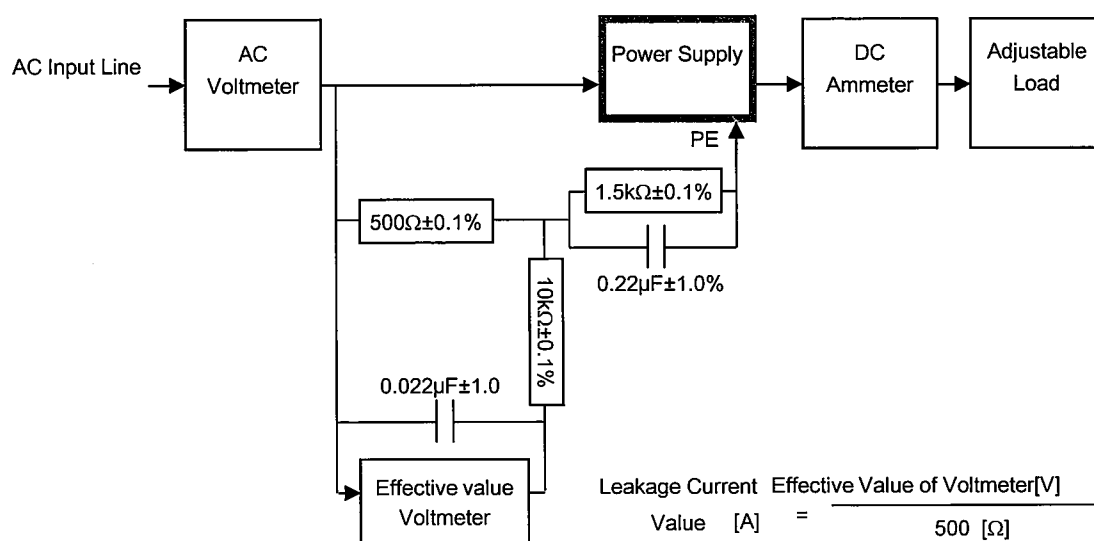 AC Input Line
AC
Voltmeter
Power Supply
DC
Ammeter
Adjustable
Load
PE
1.5kΩ±0.1%
500Ω±0.1%
0.22µF±1.0%
10kΩ±0.1%
0.022µF±1.0
Effective value
Voltmeter
Leakage Current Effective Value of Voltmeter[V]
Value [A] =
500 [Ω]